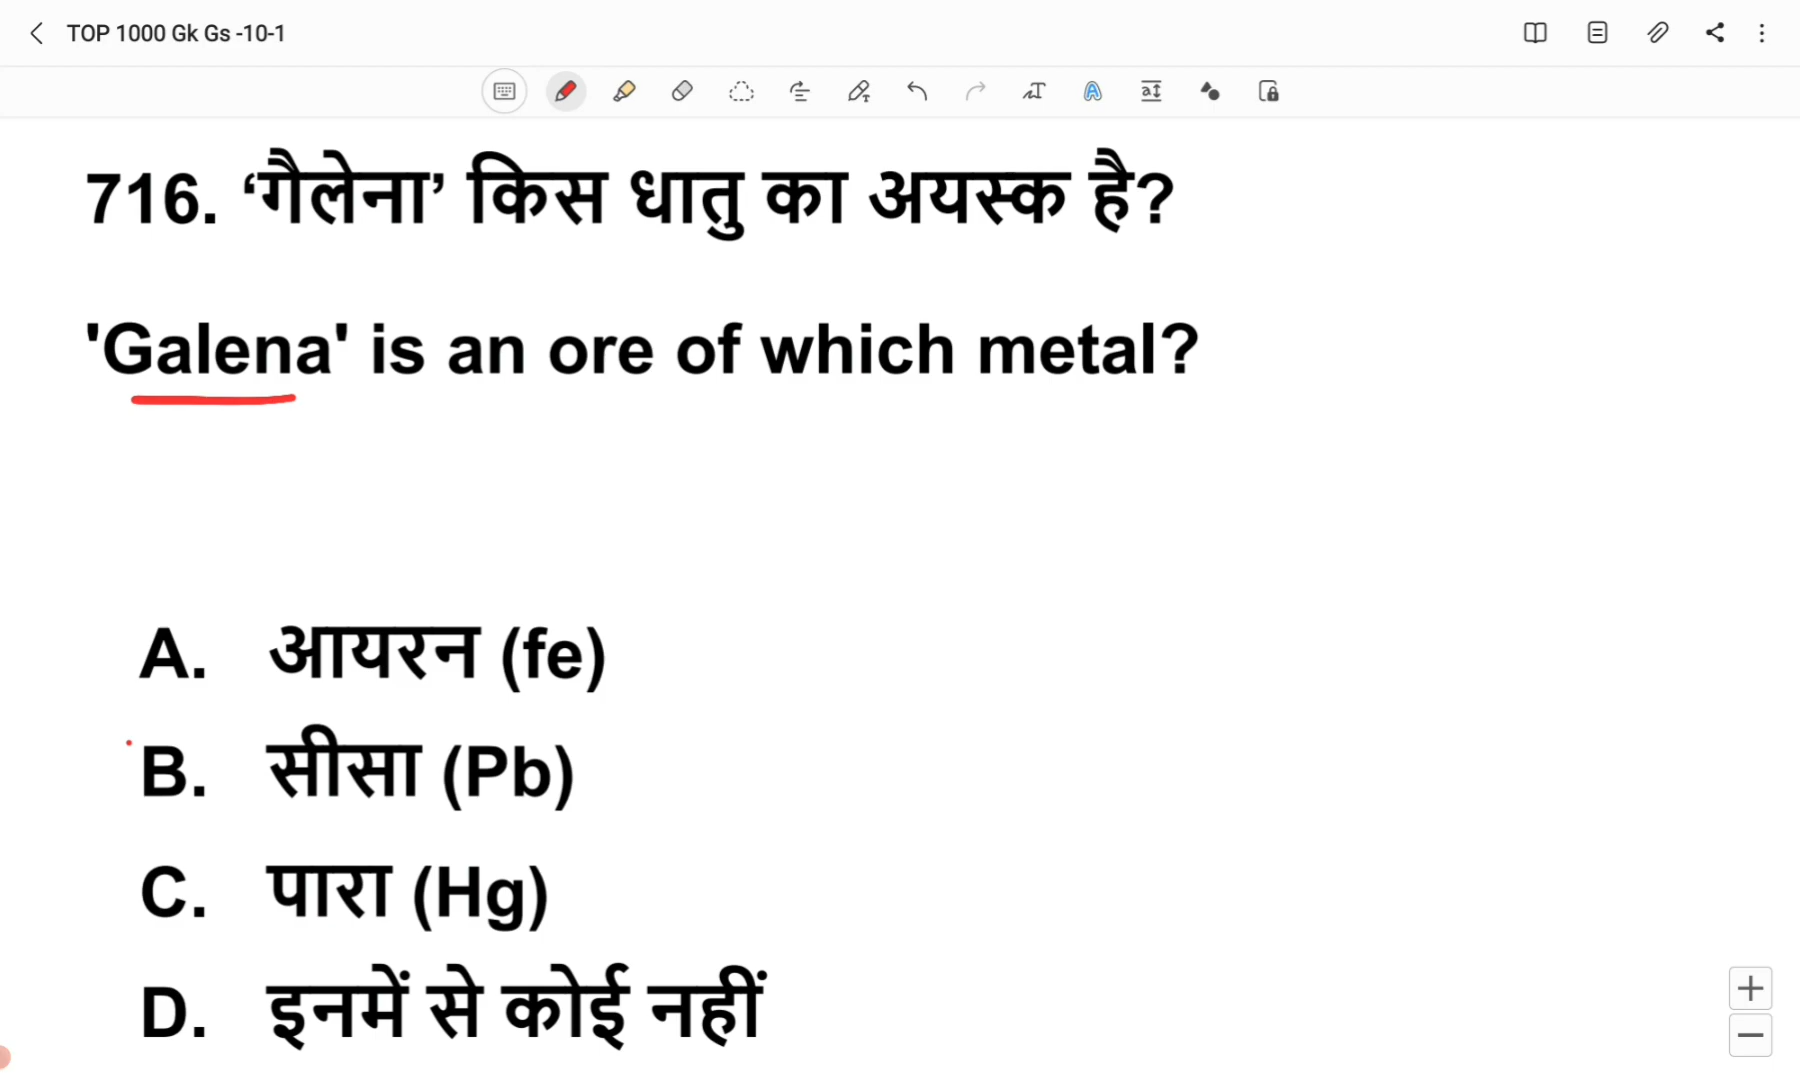 TOP 1000 Gk Gs -10-1
716. ‘गैलेना’ किस धातु का अयस्क है?
'Galena' is an ore of which metal?
A. आयरन (fe)
B. सीसा (Pb)
C. पारा (Hg)
D. इनमें से कोई नहीं